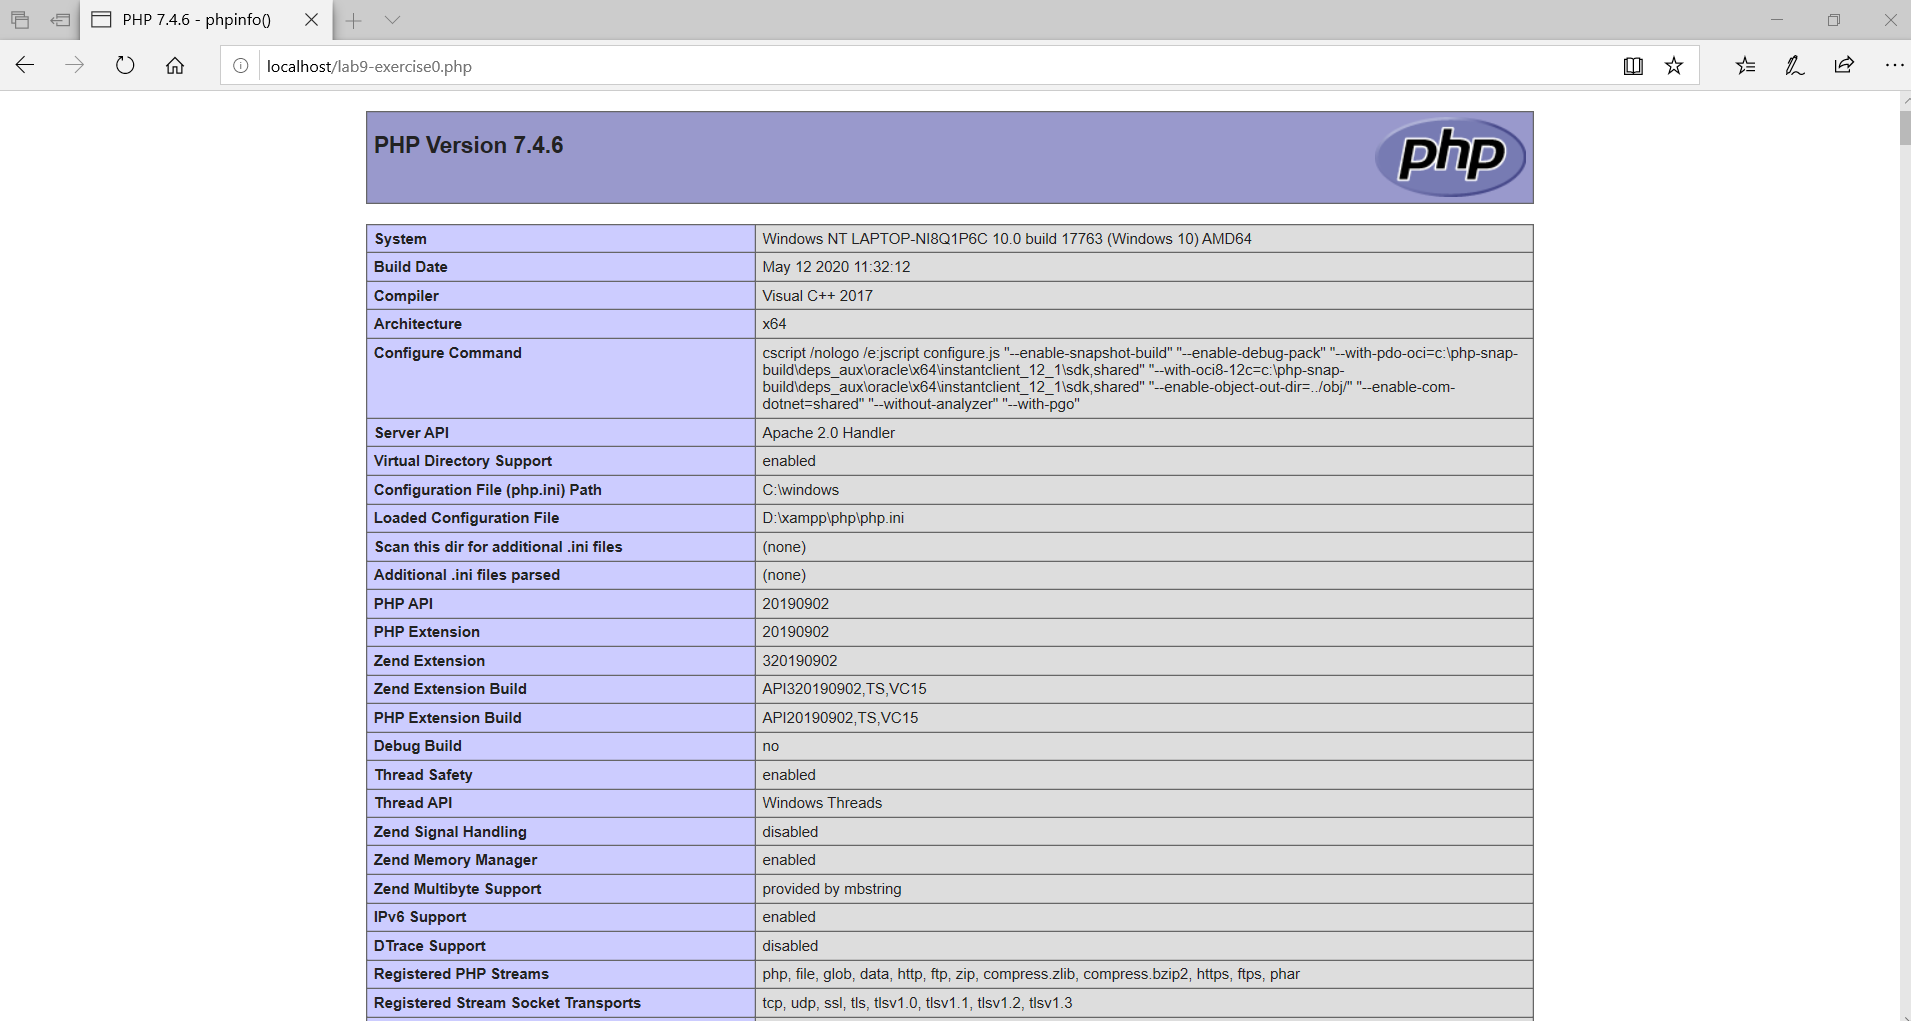 PHP 7.4.6 - phpinfo()
localhost/lab9-exercise0.php
PHP Version 7.4.6
php
System Windows NT LAPTOP-NI8Q1P6C 10.0 build 17763 (Windows 10) AMD64
Build Date May 12 2020 11:32:12
Compiler Visual C++ 2017
Architecture x64
Configure Command cscript /nologo /e:jscript configure.js "--enable-snapshot-build" "--enable-debug-pack" "--with-pdo-oci=c:\php-snap-
build\deps_aux\oracle\x64\instantclient_12_1\sdk,shared" "--with-oci8-12c=c:\php-snap-
build\deps_aux\oracle\x64\instantclient_12_1\sdk,shared" "--enable-object-out-dir=../obj/" "--enable-com-
dotnet=shared" "--without-analyzer" "--with-pgo"
Server API Apache 2.0 Handler
Virtual Directory Support enabled
Configuration File (php.ini) Path C:\windows
Loaded Configuration File D:\xampp\php\php.ini
Scan this dir for additional .ini files (none)
Additional .ini files parsed (none)
PHP API 20190902
PHP Extension 20190902
Zend Extension 320190902
Zend Extension Build API320190902,TS,VC15
PHP Extension Build API20190902,TS,VC15
Debug Build no
Thread Safety enabled
Thread API Windows Threads
Zend Signal Handling disabled
Zend Memory Manager enabled
Zend Multibyte Support provided by mbstring
IPv6 Support enabled
DTrace Support disabled
Registered PHP Streams php, file, glob, data, http, ftp, zip, compress.zlib, compress.bzip2, https, ftps, phar
Registered Stream Socket Transports tcp, udp, ssl, tls, tlsv1.0, tlsv1.1, tlsv1.2, tlsv1.3